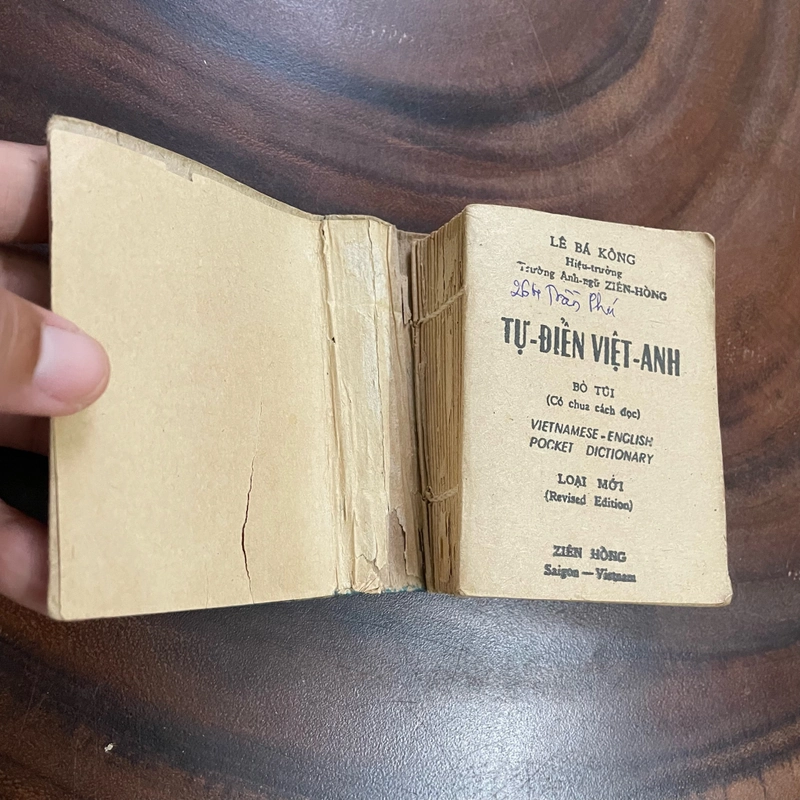 LÊ BÁ KÔNG
Hiệu-trưởng
Trường Anh-ngữ ZIÊN-HỒNG
Trần Phú
TỰ-ĐIỂN VIỆT-ANH
BỎ TÚI
(Có chua cách đọc)
VIETNAMESE-ENGLISH
POCKET DICTIONARY
LOẠI MỚI
(Revised Edition)
ZIÊN HỒNG
Saigon — Vietnam